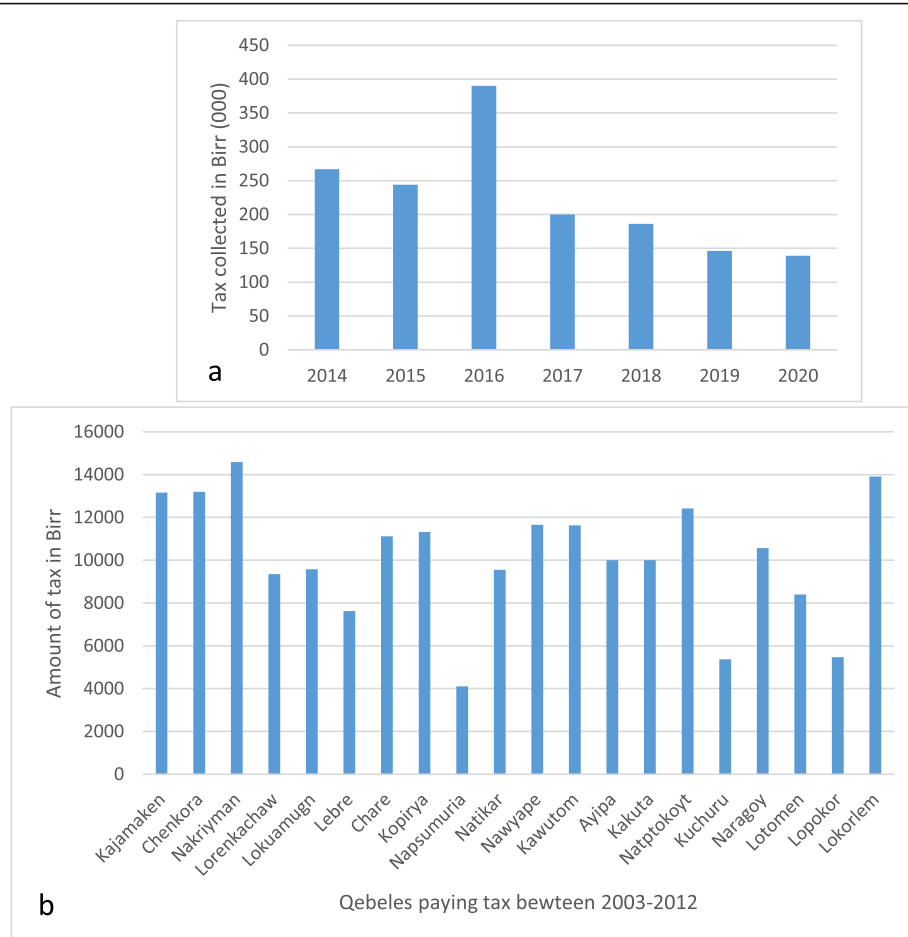 450
400
350
300
250
200
150
100
50
0
Tax collected in Birr (000)
2014 2015 2016 2017 2018 2019 2020
a
16000
14000
12000
10000
8000
6000
4000
2000
0
Amount of tax in Birr
Kajamaken
Chenkora
Nakriyman
Lorenkachaw
Lokuamugn
Lebre
Chare
Kopirya
Napsumuria
Natikar
Nawyape
Kawutom
Ayipa
Kakuta
Natptokoyt
Kuchuru
Naragoy
Lotomen
Lopokor
Lokorlem
Qebeles paying tax bewteen 2003-2012
b